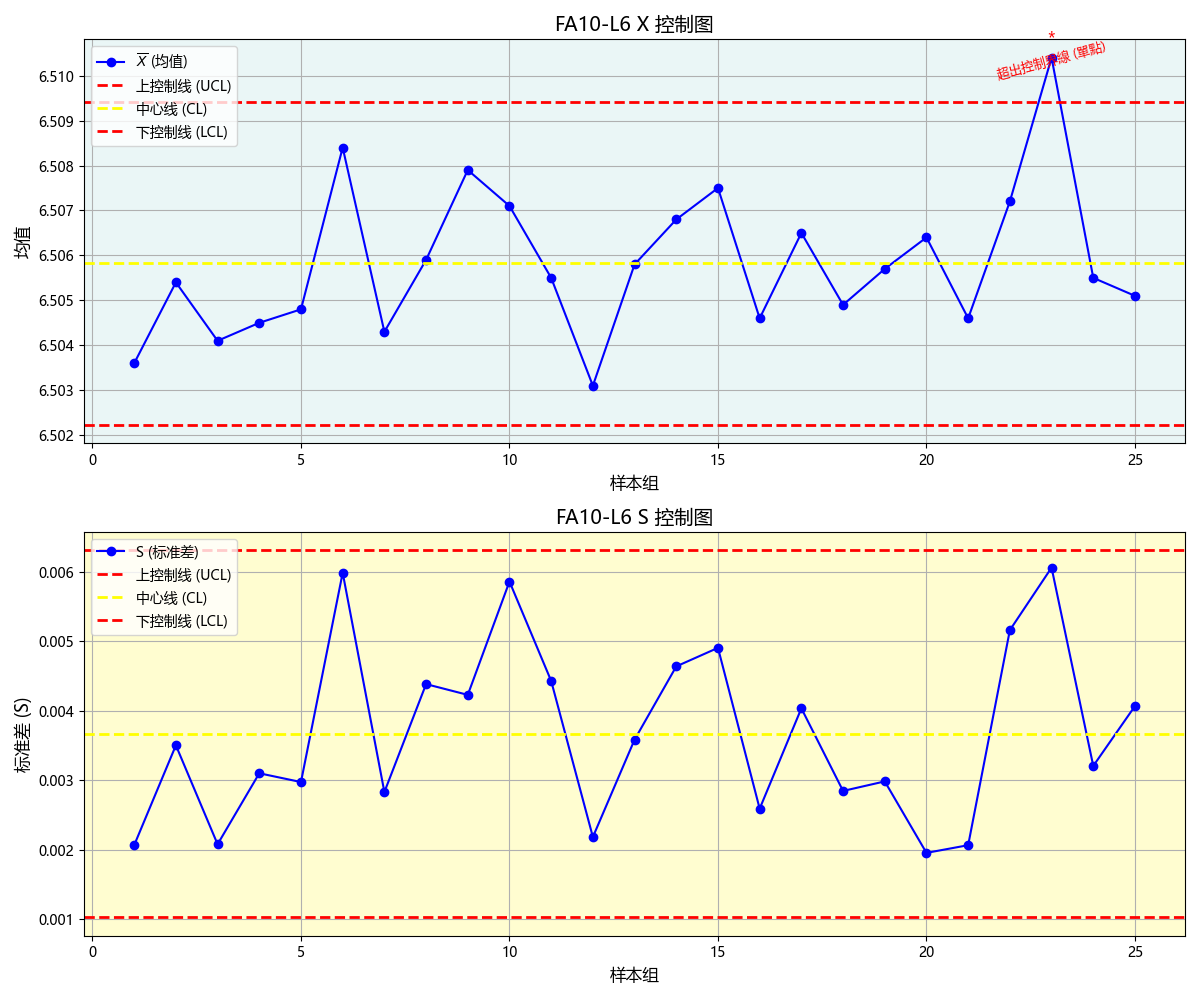 FA10-L6 X 控制图
*
超出控制界線 (單點)
X̅ (均值)
上控制线 (UCL)
中心线 (CL)
下控制线 (LCL)
6.510
6.509
6.508
6.507
6.506
6.505
6.504
6.503
6.502
均值
0 5 10 15 20 25
样本组
FA10-L6 S 控制图
S (标准差)
上控制线 (UCL)
中心线 (CL)
下控制线 (LCL)
0.006
0.005
0.004
0.003
0.002
0.001
标准差 (S)
0 5 10 15 20 25
样本组